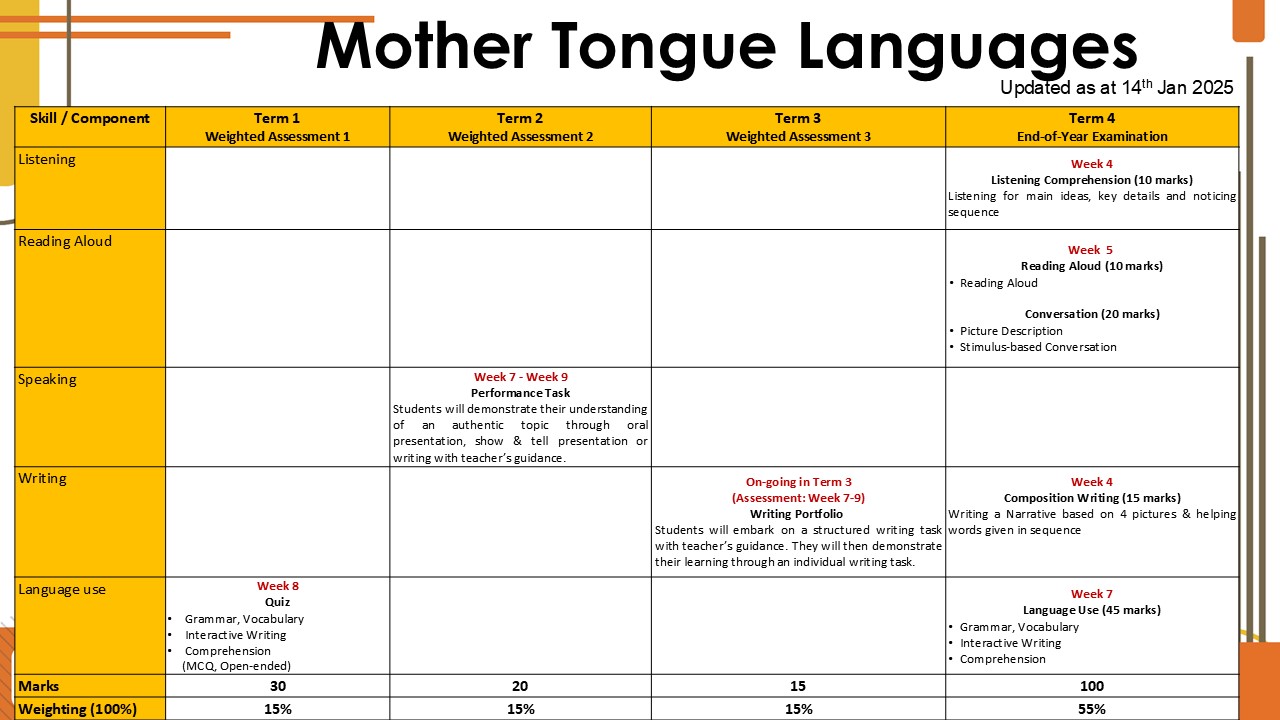 Mother Tongue Languages
Updated as at 14th Jan 2025
Skill / Component
Term 1
Weighted Assessment 1
Term 2
Weighted Assessment 2
Term 3
Weighted Assessment 3
Term 4
End-of-Year Examination
Listening
Week 4
Listening Comprehension (10 marks)
Listening for main ideas, key details and noticing
sequence
Reading Aloud
Week 5
Reading Aloud (10 marks)
• Reading Aloud
Conversation (20 marks)
• Picture Description
• Stimulus-based Conversation
Speaking
Week 7 - Week 9
Performance Task
Students will demonstrate their understanding
of an authentic topic through oral
presentation, show & tell presentation or
writing with teacher's guidance.
Writing
On-going in Term 3
(Assessment: Week 7-9)
Writing Portfolio
Students will embark on a structured writing task
with teacher's guidance. They will then demonstrate
their learning through an individual writing task.
Week 4
Composition Writing (15 marks)
Writing a Narrative based on 4 pictures & helping
words given in sequence
Language use
Week 8
Quiz
• Grammar, Vocabulary
• Interactive Writing
• Comprehension
(MCQ, Open-ended)
Week 7
Language Use (45 marks)
• Grammar, Vocabulary
• Interactive Writing
• Comprehension
Marks
30
20
15
100
Weighting (100%)
15%
15%
15%
55%